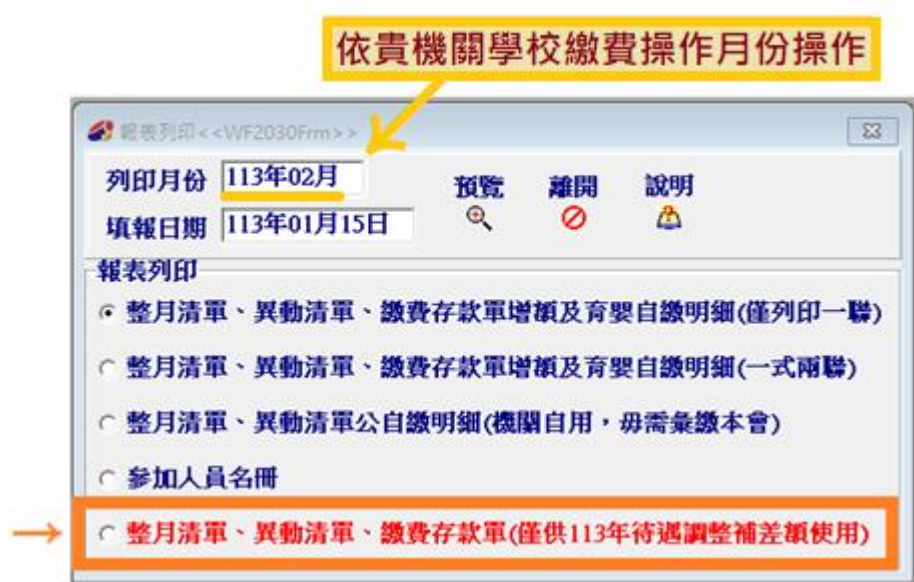 依貴機關學校繳費操作月份操作
報表列印<<WF2030Frm>>
列印月份 113年02月 預覽 離開 說明
填報日期 113年01月15日
報表列印
整月清單、異動清單、繳費存款單增額及育嬰自繳明細(僅列印一聯)
整月清單、異動清單、繳費存款單增額及育嬰自繳明細(一式兩聯)
整月清單、異動清單公自繳明細(機關自用，毋需彙繳本會)
參加人員名冊
→ 整月清單、異動清單、繳費存款單(僅供113年待遇調整補差額使用)